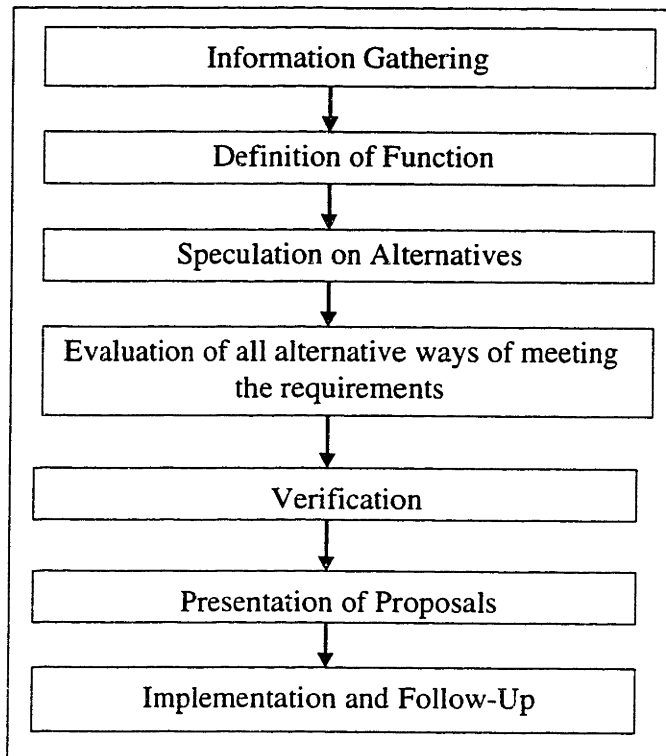 Information Gathering
Definition of Function
Speculation on Alternatives
Evaluation of all alternative ways of meeting
the requirements
Verification
Presentation of Proposals
Implementation and Follow-Up